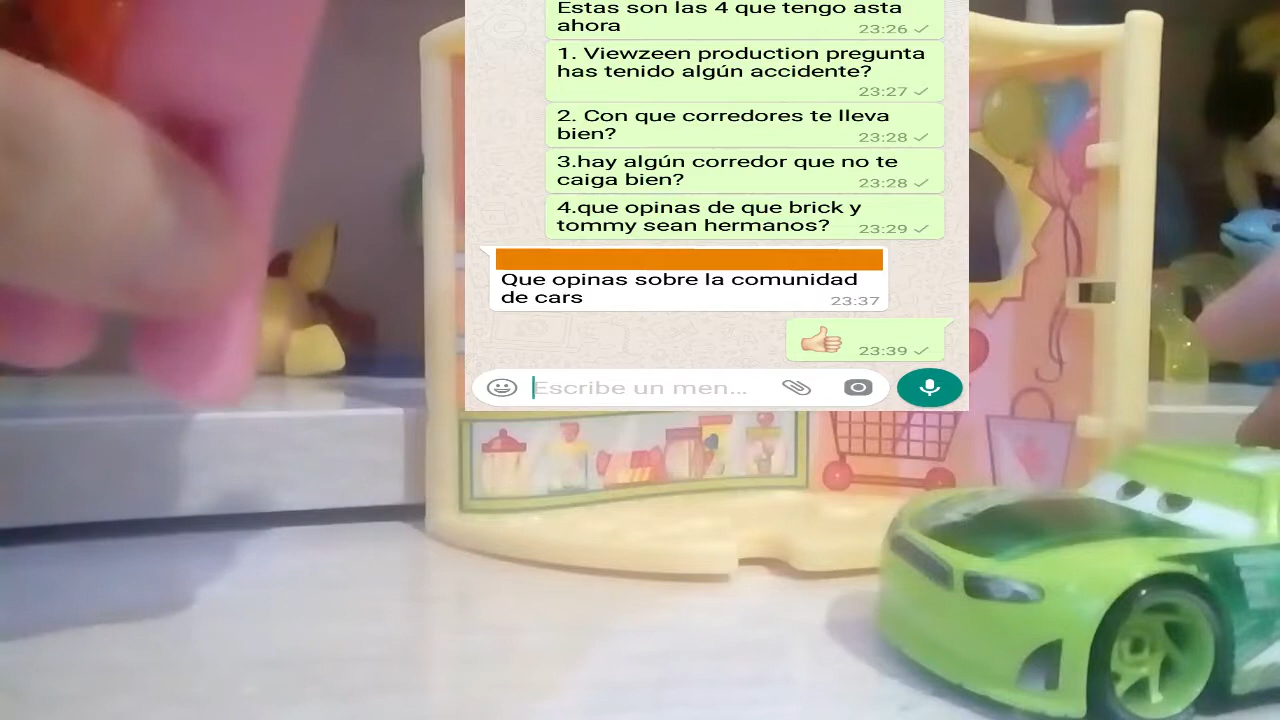 Estas son las 4 que tengo asta
ahora
23:26
1. Viewzeen production pregunta
has tenido algún accidente?
23:27
2. Con que corredores te lleva
bien?
23:28
3.hay algún corredor que no te
caiga bien?
23:28
4.que opinas de que brick y
tommy sean hermanos?
23:29
Que opinas sobre la comunidad
de cars
23:37
23:39
Escribe un men...